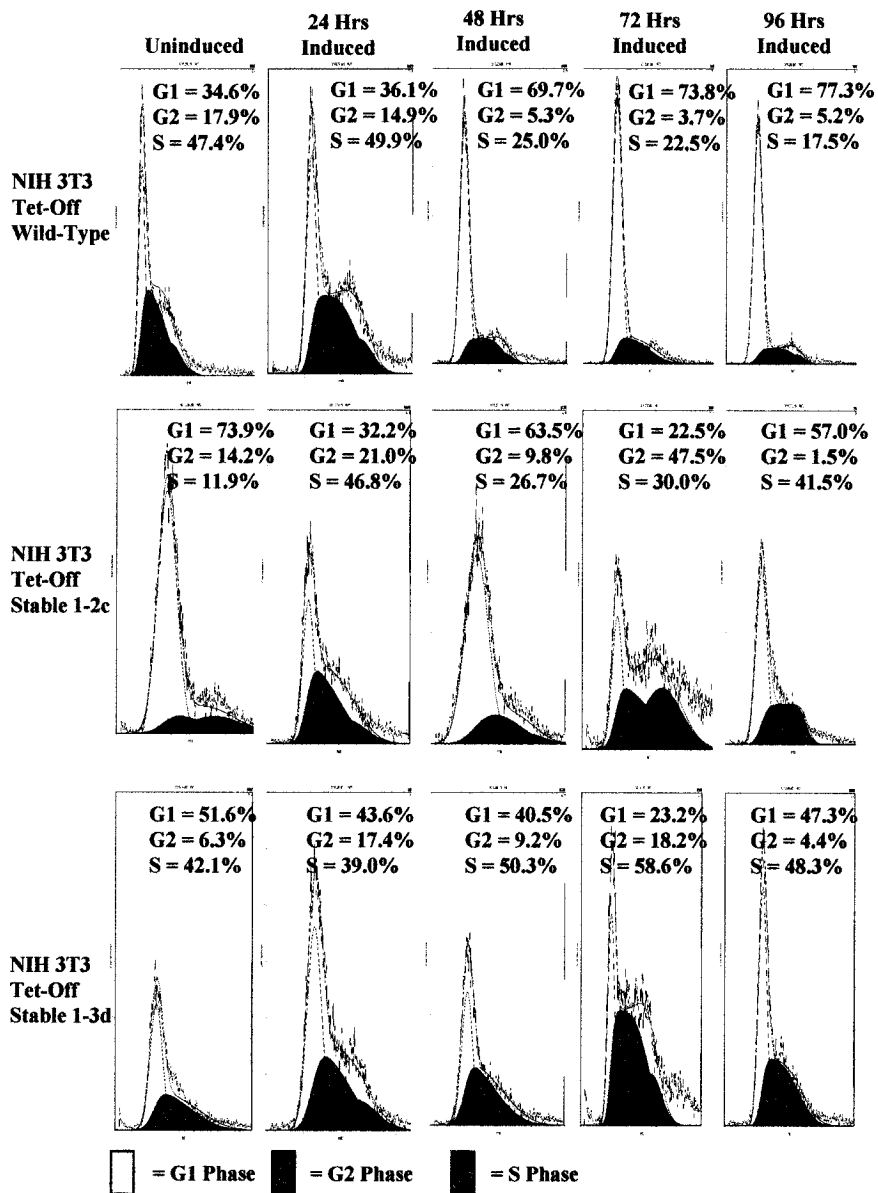 Uninduced
24 Hrs
Induced
48 Hrs
Induced
72 Hrs
Induced
96 Hrs
Induced
NIH 3T3
Tet-Off
Wild-Type
G1 = 34.6%
G2 = 17.9%
S = 47.4%
G1 = 36.1%
G2 = 14.9%
S = 49.9%
G1 = 69.7%
G2 = 5.3%
S = 25.0%
G1 = 73.8%
G2 = 3.7%
S = 22.5%
G1 = 77.3%
G2 = 5.2%
S = 17.5%
NIH 3T3
Tet-Off
Stable 1-2c
G1 = 73.9%
G2 = 14.2%
S = 11.9%
G1 = 32.2%
G2 = 21.0%
S = 46.8%
G1 = 63.5%
G2 = 9.8%
S = 26.7%
G1 = 22.5%
G2 = 47.5%
S = 30.0%
G1 = 57.0%
G2 = 1.5%
S = 41.5%
NIH 3T3
Tet-Off
Stable 1-3d
G1 = 51.6%
G2 = 6.3%
S = 42.1%
G1 = 43.6%
G2 = 17.4%
S = 39.0%
G1 = 40.5%
G2 = 9.2%
S = 50.3%
G1 = 23.2%
G2 = 18.2%
S = 58.6%
G1 = 47.3%
G2 = 4.4%
S = 48.3%
= G1 Phase
= G2 Phase
= S Phase